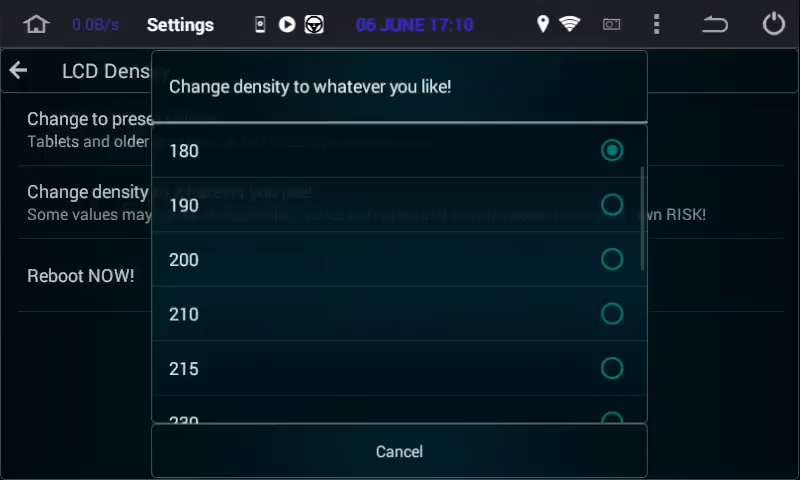 0.0B/s Settings 06 JUNE 17:10
LCD Dens
Change density to whatever you like!
Change to prese
Tablets and older
180
Change density
190
Some values may
wn RISK!
200
Reboot NOW!
210
215
230
Cancel